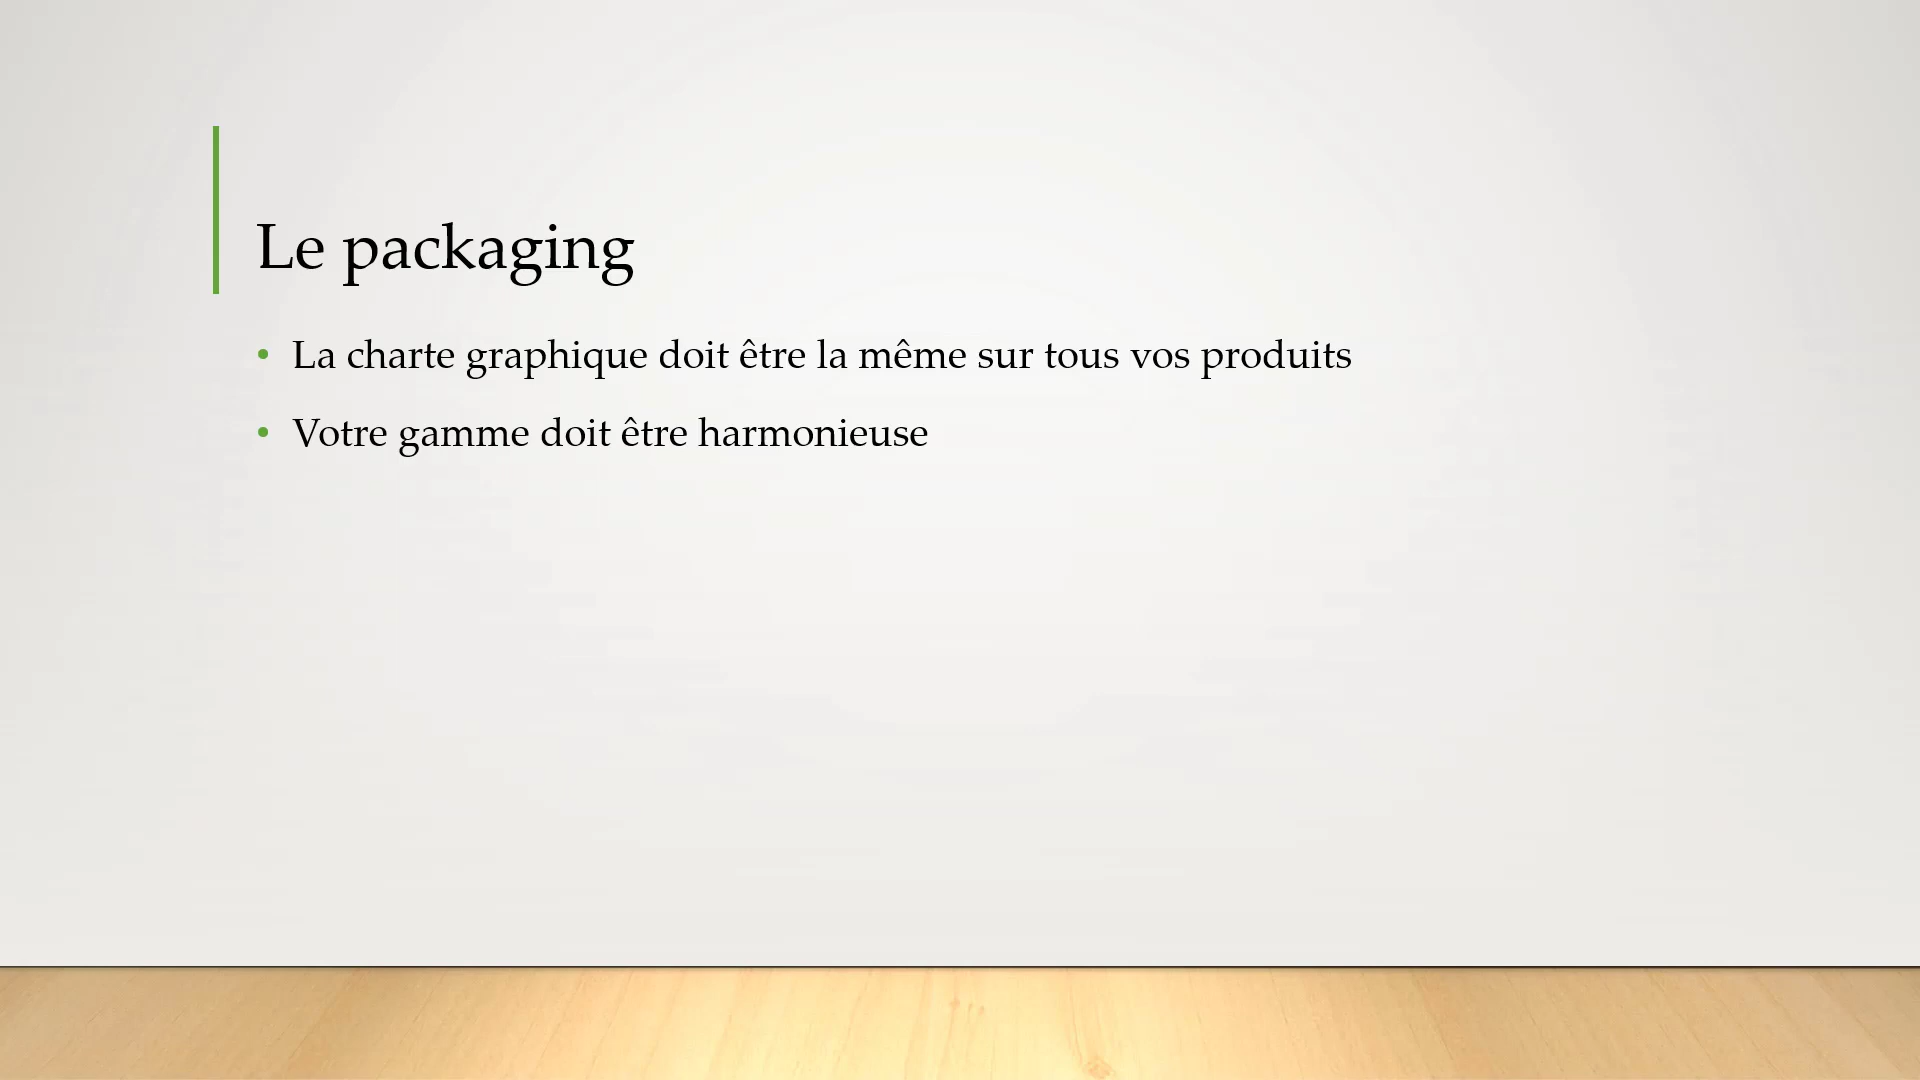 Le packaging
• La charte graphique doit être la même sur tous vos produits
• Votre gamme doit être harmonieuse